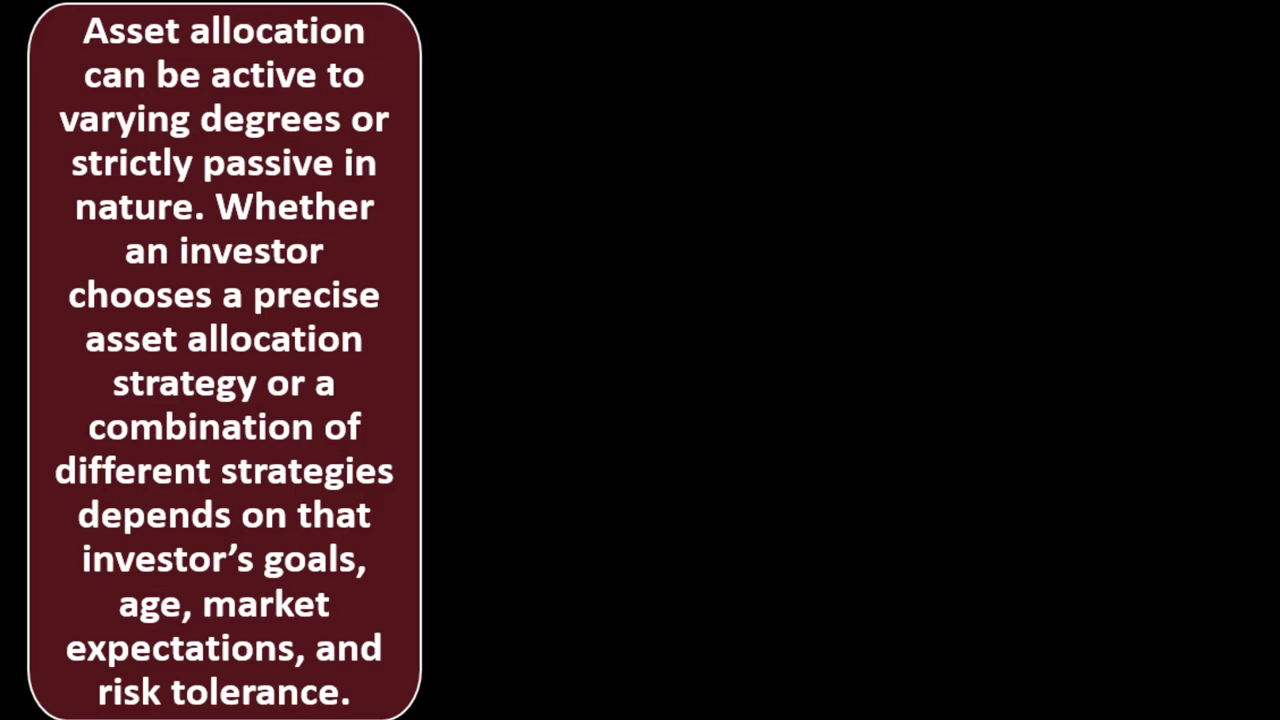 Asset allocation
can be active to
varying degrees or
strictly passive in
nature. Whether
an investor
chooses a precise
asset allocation
strategy or a
combination of
different strategies
depends on that
investor’s goals,
age, market
expectations, and
risk tolerance.